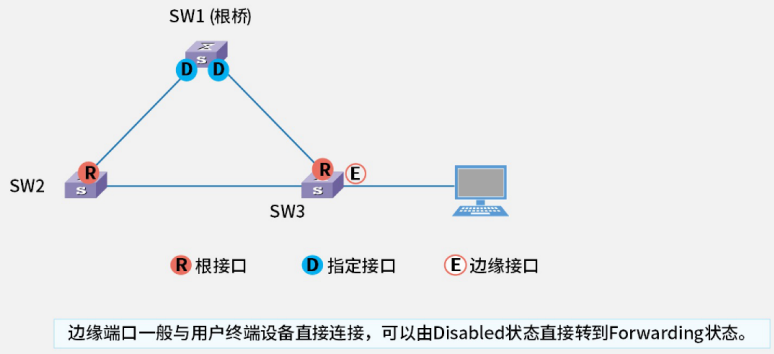 SW1 (根桥)
S
D D
R
R
E
SW2
S
S
SW3
R 根接口
D 指定接口
E 边缘接口
边缘端口一般与用户终端设备直接连接，可以由Disabled状态直接转到Forwarding状态。